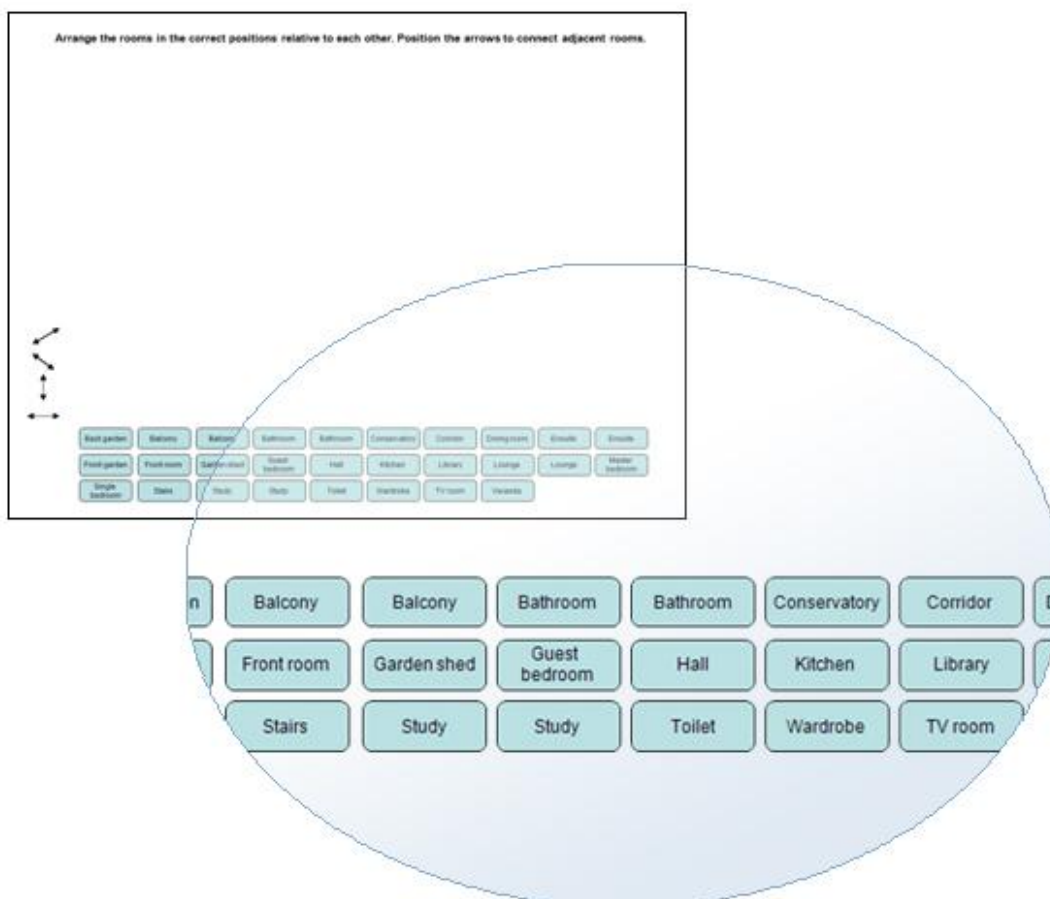 Arrange the rooms in the correct positions relative to each other. Position the arrows to connect adjacent rooms.
Back garden Balcony Balcony Bathroom Bathroom Conservatory Corridor Dining room Ensuite Ensuite
Front garden Front room Garden shed Guest bedroom Hall Kitchen Library Lounge Lounge Master bedroom
Single bedroom Stairs Study Study Toilet Wardrobe TV room Veranda
n Balcony Balcony Bathroom Bathroom Conservatory Corridor
Front room Garden shed Guest bedroom Hall Kitchen Library
Stairs Study Study Toilet Wardrobe TV room